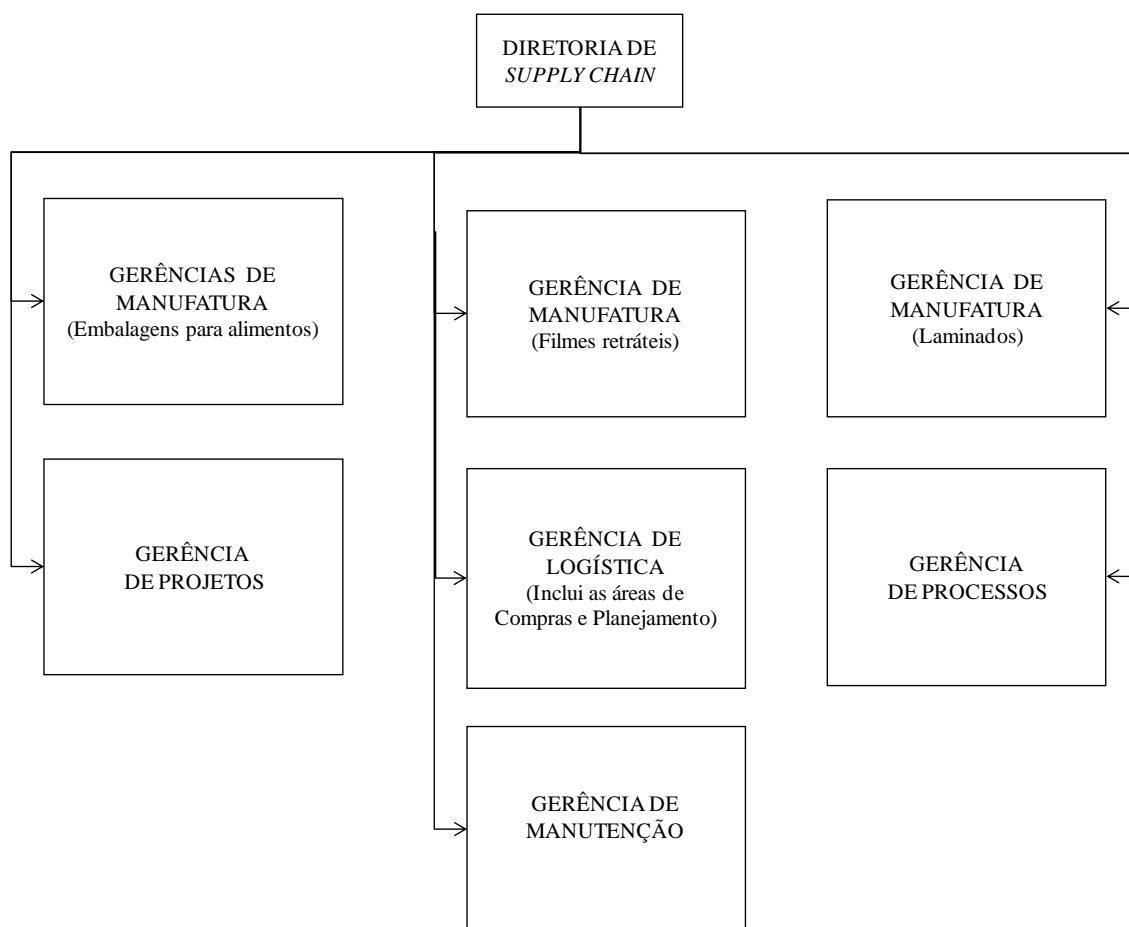 DIRETORIA DE
SUPPLY CHAIN
GERÊNCIAS DE
MANUFATURA
(Embalagens para alimentos)
GERÊNCIA DE
MANUFATURA
(Filmes retráteis)
GERÊNCIA DE
MANUFATURA
(Laminados)
GERÊNCIA
DE PROJETOS
GERÊNCIA DE
LOGÍSTICA
(Inclui as áreas de
Compras e Planejamento)
GERÊNCIA
DE PROCESSOS
GERÊNCIA DE
MANUTENÇÃO